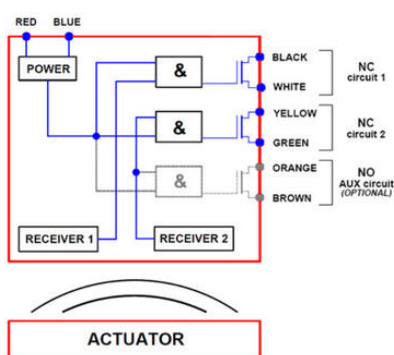 RED BLUE
POWER
&
BLACK
WHITE
NC
circuit 1
&
YELLOW
GREEN
NC
circuit 2
&
ORANGE
BROWN
NO
AUX circuit
(OPTIONAL)
RECEIVER 1
RECEIVER 2
ACTUATOR